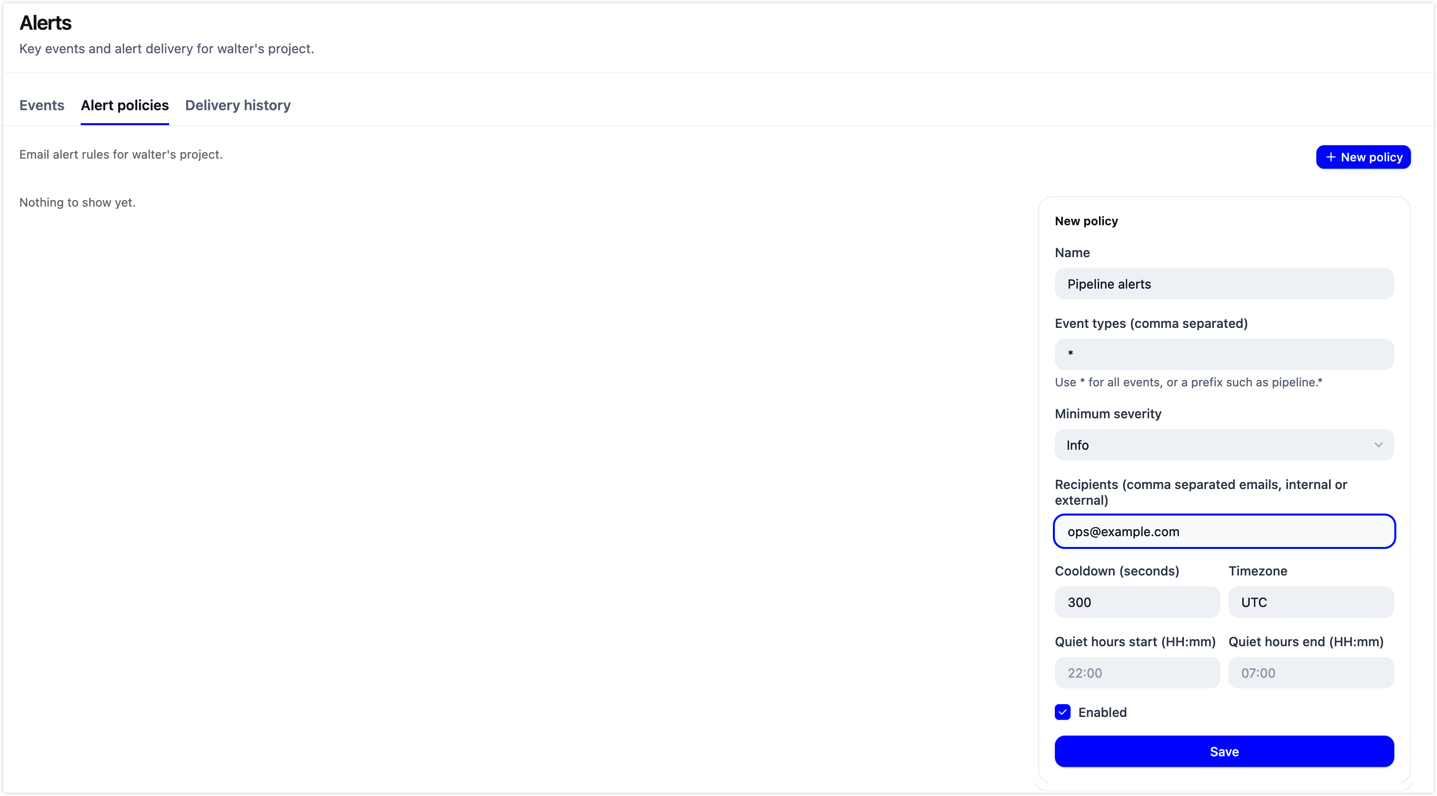 Alerts
Key events and alert delivery for walter's project.
Events Alert policies Delivery history
Email alert rules for walter's project.
+ New policy
Nothing to show yet.
New policy
Name
Pipeline alerts
Event types (comma separated)
*
Use * for all events, or a prefix such as pipeline.*
Minimum severity
Info
Recipients (comma separated emails, internal or
external)
ops@example.com
Cooldown (seconds) Timezone
300 UTC
Quiet hours start (HH:mm) Quiet hours end (HH:mm)
22:00 07:00
Enabled
Save